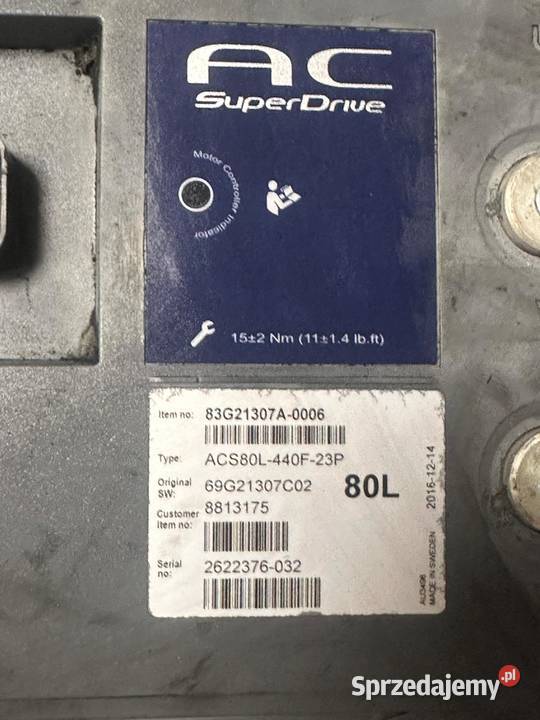 AC
SuperDrive
Motor Controller Indicator
15±2 Nm (11±1.4 lb.ft)
Item no: 83G21307A-0006
Type: ACS80L-440F-23P
Original SW: 69G21307C02
80L
Customer Item no: 8813175
Serial no: 2622376-032
2016-12-14
MADE IN SWEDEN
Sprzedajemy.pl